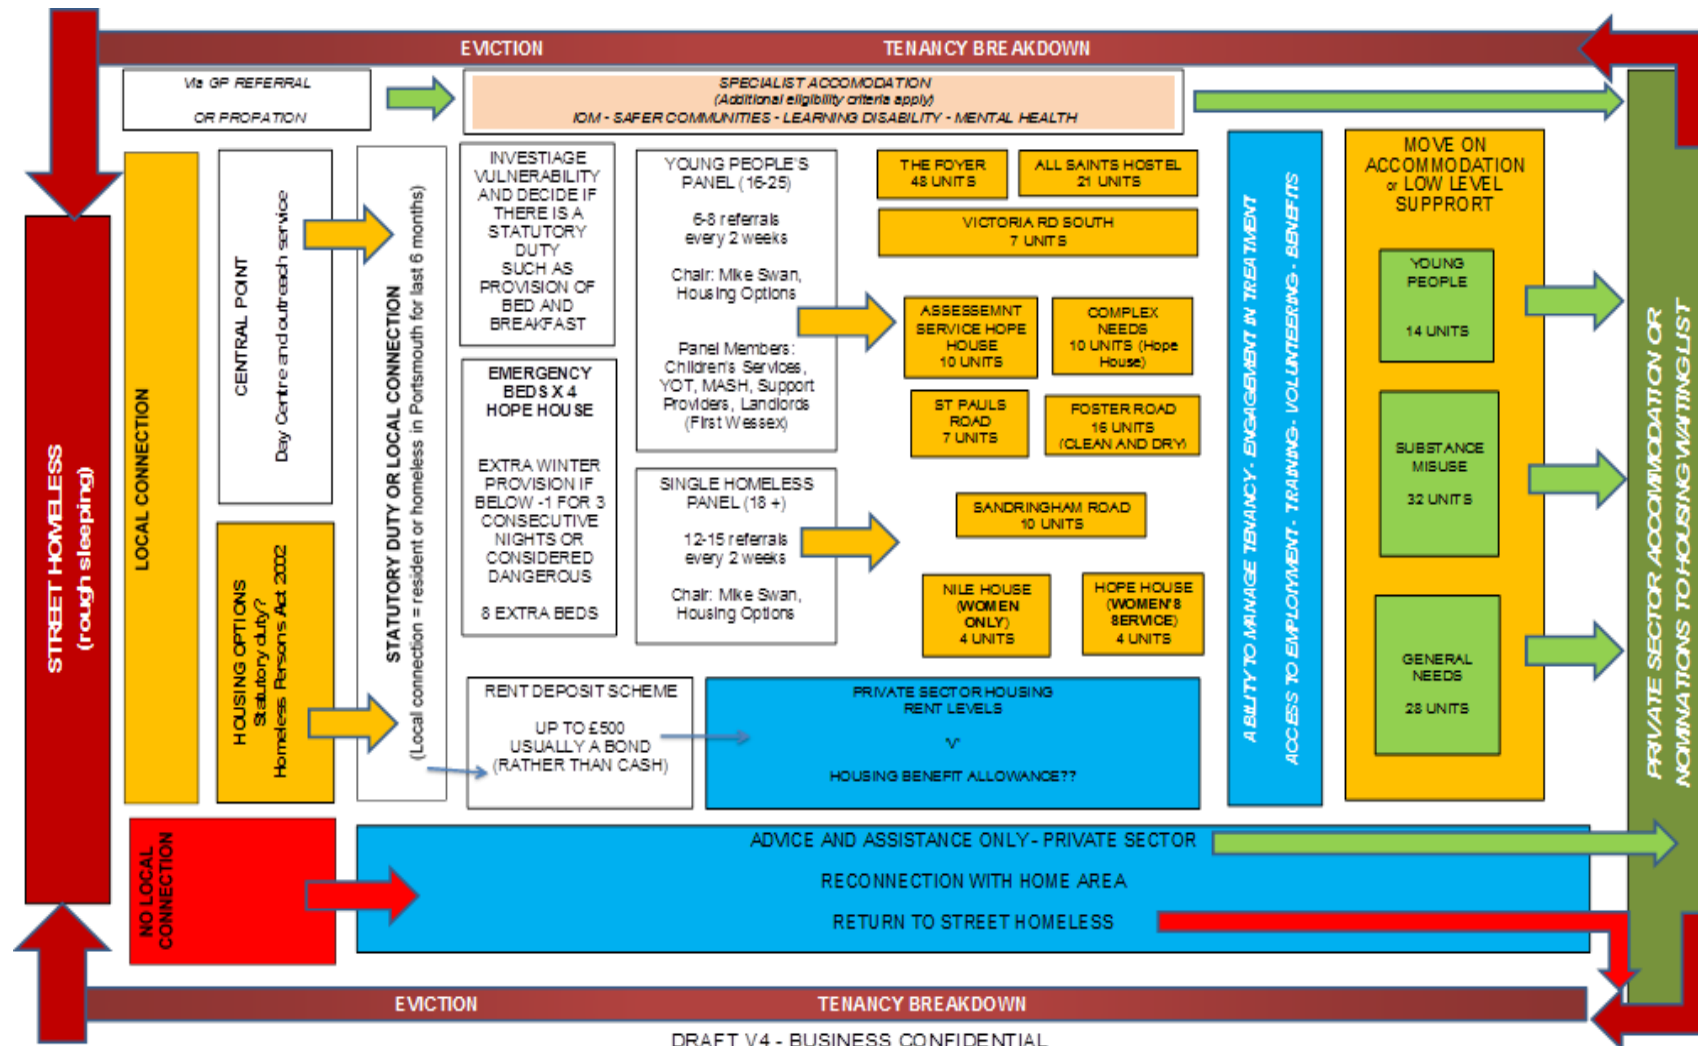 EVICTION
TENANCY BREAKDOWN
Via GP REFERRAL
OR PROPATION
SPECIALIST ACCOMODATION
(Additional eligibility criteria apply)
IOM - SAFER COMMUNITIES - LEARNING DISABILITY - MENTAL HEALTH
STREET HOMELESS
(rough sleeping)
LOCAL CONNECTION
CENTRAL POINT
Day Centre and outreach service
HOUSING OPTIONS
Statutory duty?
Homeless Persons Act 2002
STATUTORY DUTY OR LOCAL CONNECTION
(Local connection = resident or homeless in Portsmouth for last 6 months)
INVESTIAGE
VULNERABILITY
AND DECIDE IF
THERE IS A
STATUTORY
DUTY
SUCH AS
PROVISION OF
BED AND
BREAKFAST
EMERGENCY
BEDS X 4
HOPE HOUSE
EXTRA WINTER
PROVISION IF
BELOW -1 FOR 3
CONSECUTIVE
NIGHTS OR
CONSIDERED
DANGEROUS
8 EXTRA BEDS
YOUNG PEOPLE'S
PANEL (16-25)
6-8 referrals
every 2 weeks
Chair: Mike Swan,
Housing Options
Panel Members:
Children's Services,
YOT, MASH, Support
Providers, Landlords
(First Wessex)
SINGLE HOMELESS
PANEL (18 +)
12-15 referrals
every 2 weeks
Chair: Mike Swan,
Housing Options
THE FOYER
48 UNITS
ALL SAINTS HOSTEL
21 UNITS
VICTORIA RD SOUTH
7 UNITS
ASSESSEMNT
SERVICE HOPE
HOUSE
10 UNITS
COMPLEX
NEEDS
10 UNITS (Hope
House)
ST PAULS
ROAD
7 UNITS
FOSTER ROAD
16 UNITS
(CLEAN AND DRY)
SANDRINGHAM ROAD
10 UNITS
NILE HOUSE
(WOMEN
ONLY)
4 UNITS
HOPE HOUSE
(WOMEN'S
SERVICE)
4 UNITS
RENT DEPOSIT SCHEME
UP TO £500
USUALLY A BOND
(RATHER THAN CASH)
PRIVATE SECTOR HOUSING
RENT LEVELS
'V'
HOUSING BENEFIT ALLOWANCE??
ABILITY TO MANAGE TENANCY - ENGAGEMENT IN TREATMENT
ACCESS TO EMPLOYMENT - TRAINING - VOLUNTEERING - BENEFITS
MOVE ON
ACCOMMODATION
or LOW LEVEL
SUPPROT
YOUNG
PEOPLE
14 UNITS
SUBSTANCE
MISUSE
32 UNITS
GENERAL
NEEDS
28 UNITS
PRIVATE SECTOR ACCOMMODATION OR
NOMINATIONS TO HOUSING WAITING LIST
NO LOCAL
CONNECTION
ADVICE AND ASSISTANCE ONLY - PRIVATE SECTOR
RECONNECTION WITH HOME AREA
RETURN TO STREET HOMELESS
EVICTION
TENANCY BREAKDOWN
DRAFT V4 - BUSINESS CONFIDENTIAL